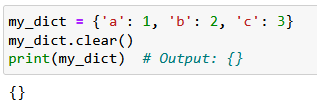 my_dict = {'a': 1, 'b': 2, 'c': 3}
my_dict.clear()
print(my_dict)  # Output: {}
{}